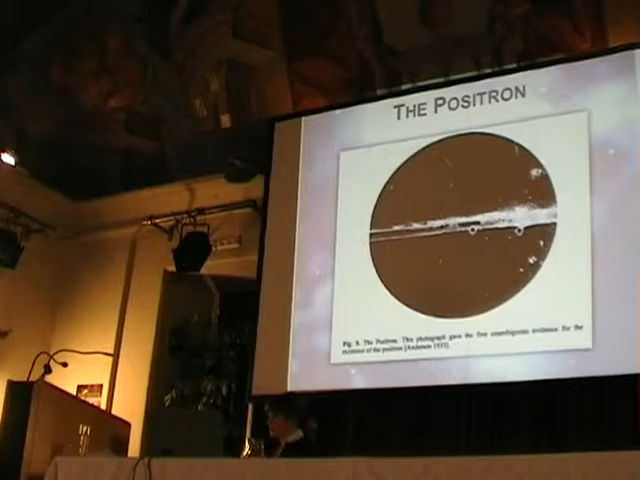 THE POSITRON
Fig. 9. The Positron. This photograph gave the first unambiguous evidence for the
existence of the positron [Anderson 1933].